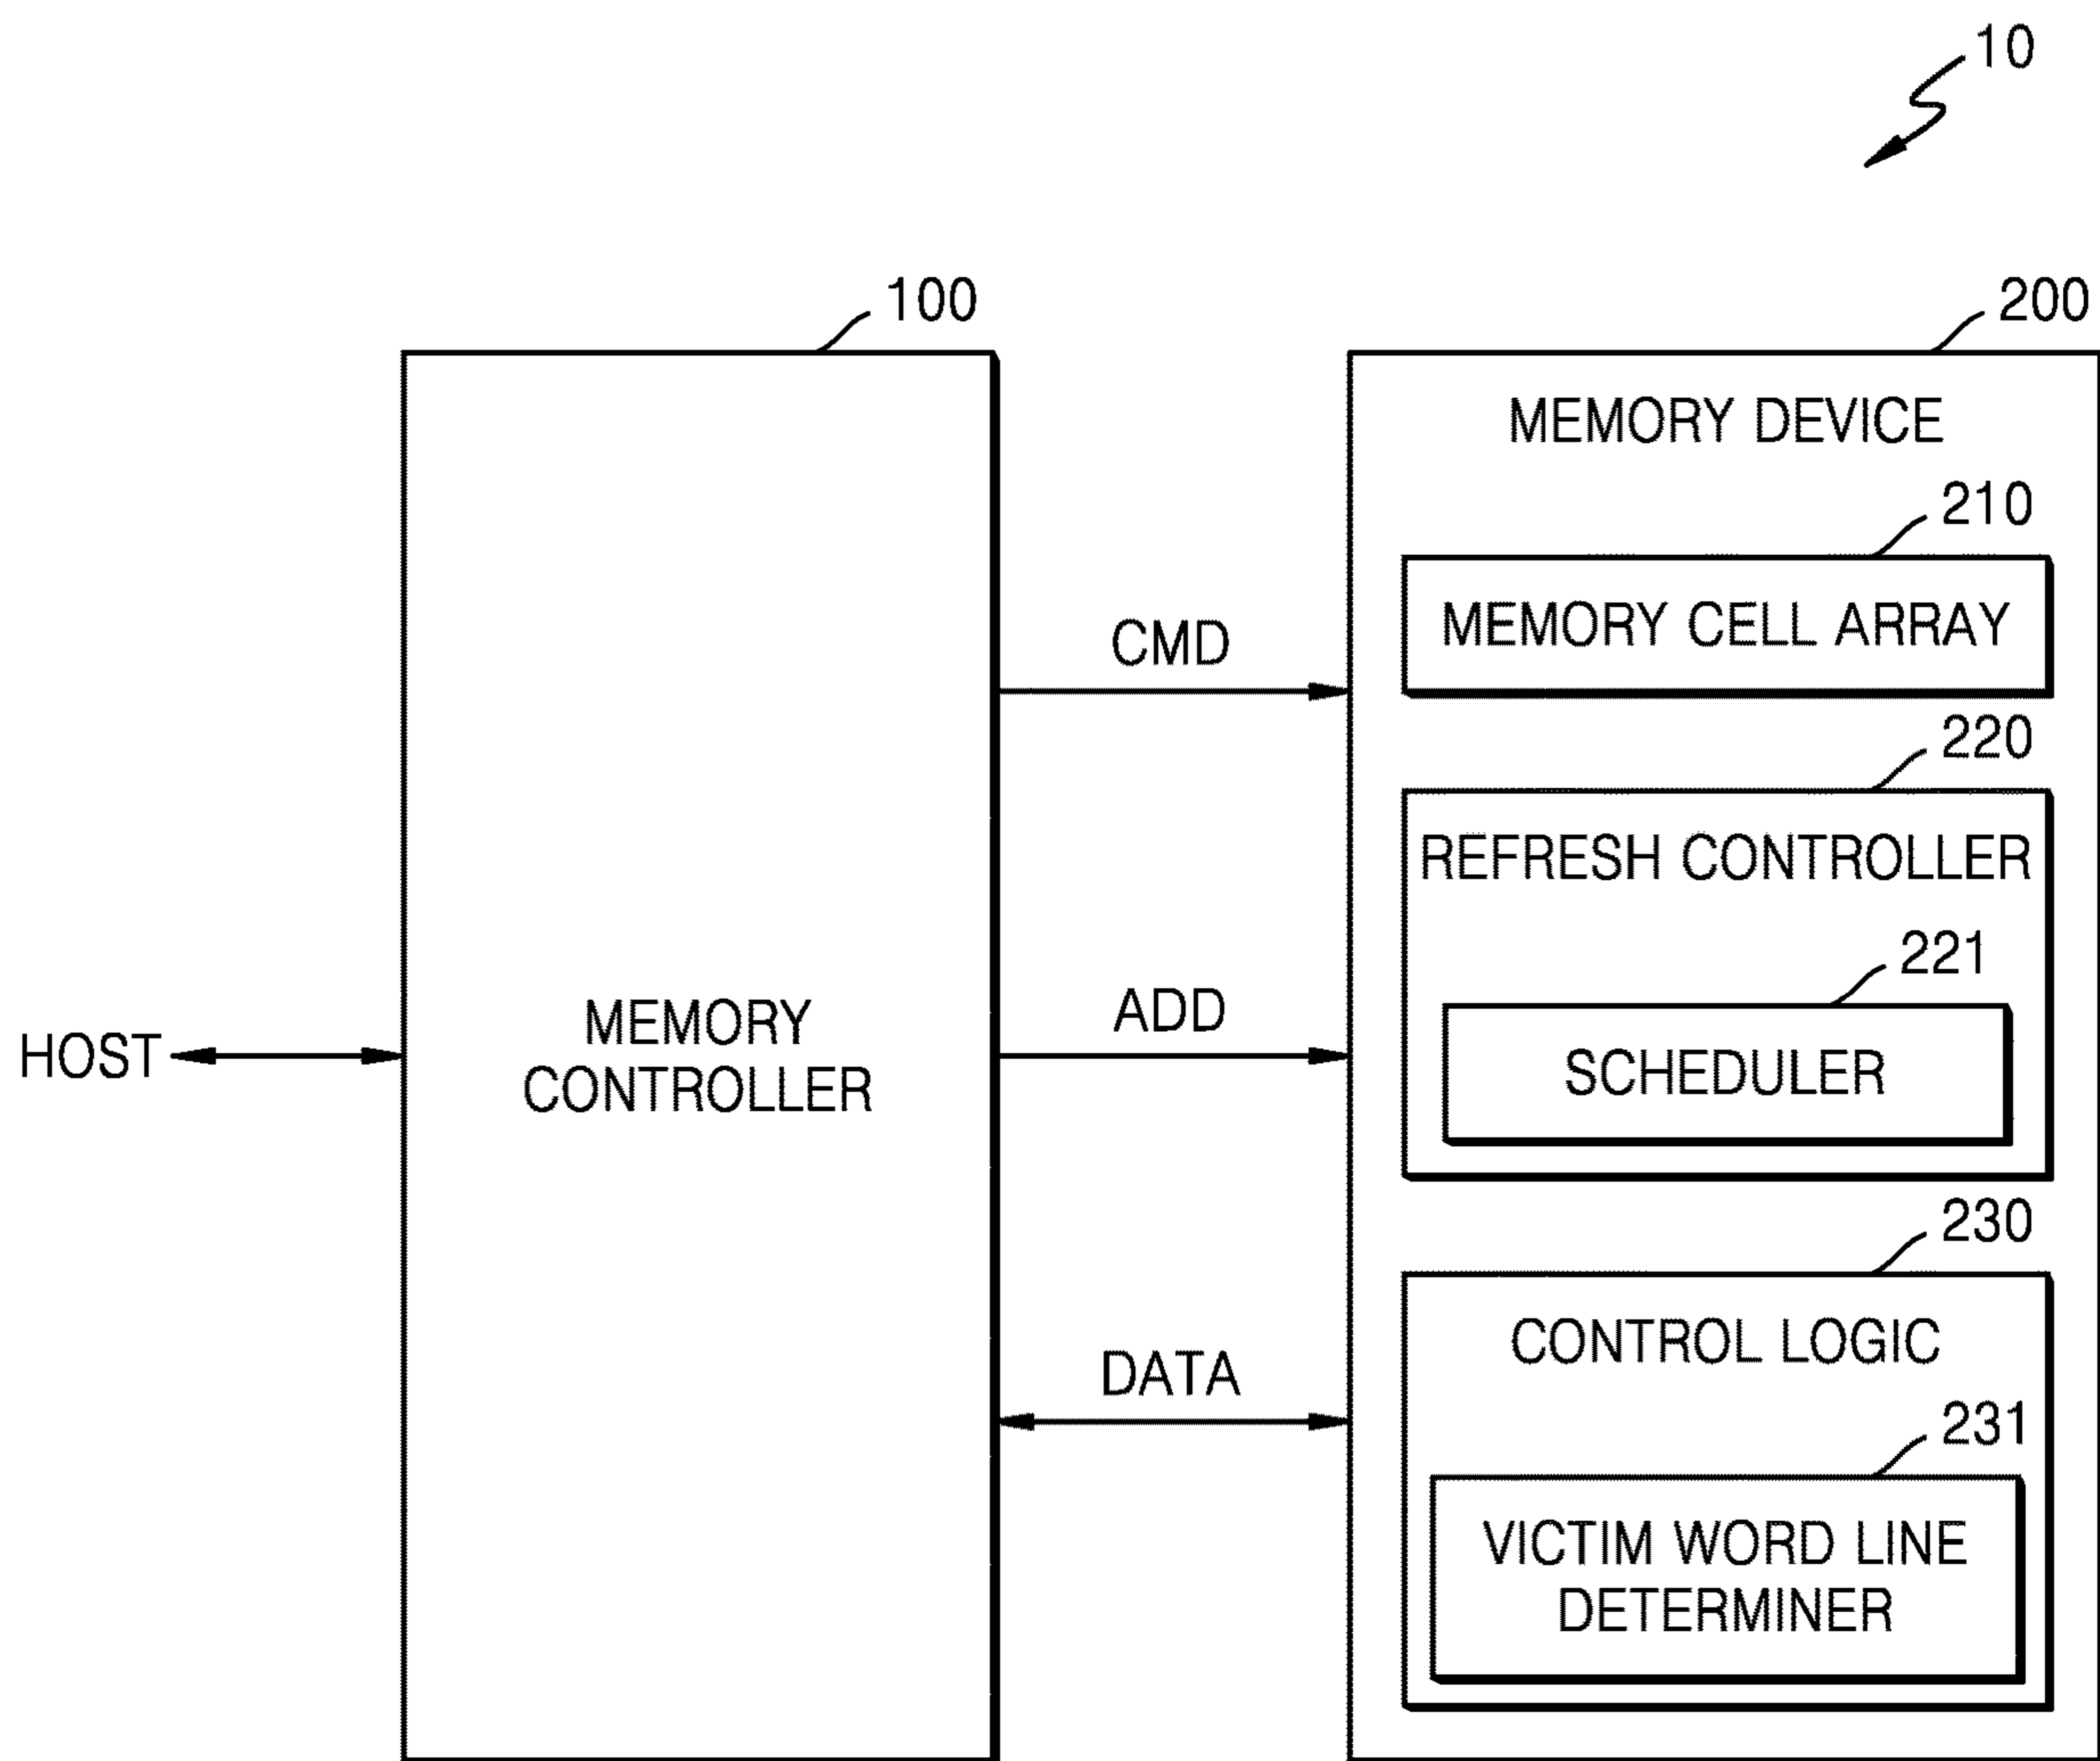 10
100
200
MEMORY DEVICE
210
MEMORY CELL ARRAY
CMD
220
REFRESH CONTROLLER
221
SCHEDULER
ADD
HOST
MEMORY
CONTROLLER
230
CONTROL LOGIC
DATA
231
VICTIM WORD LINE
DETERMINER